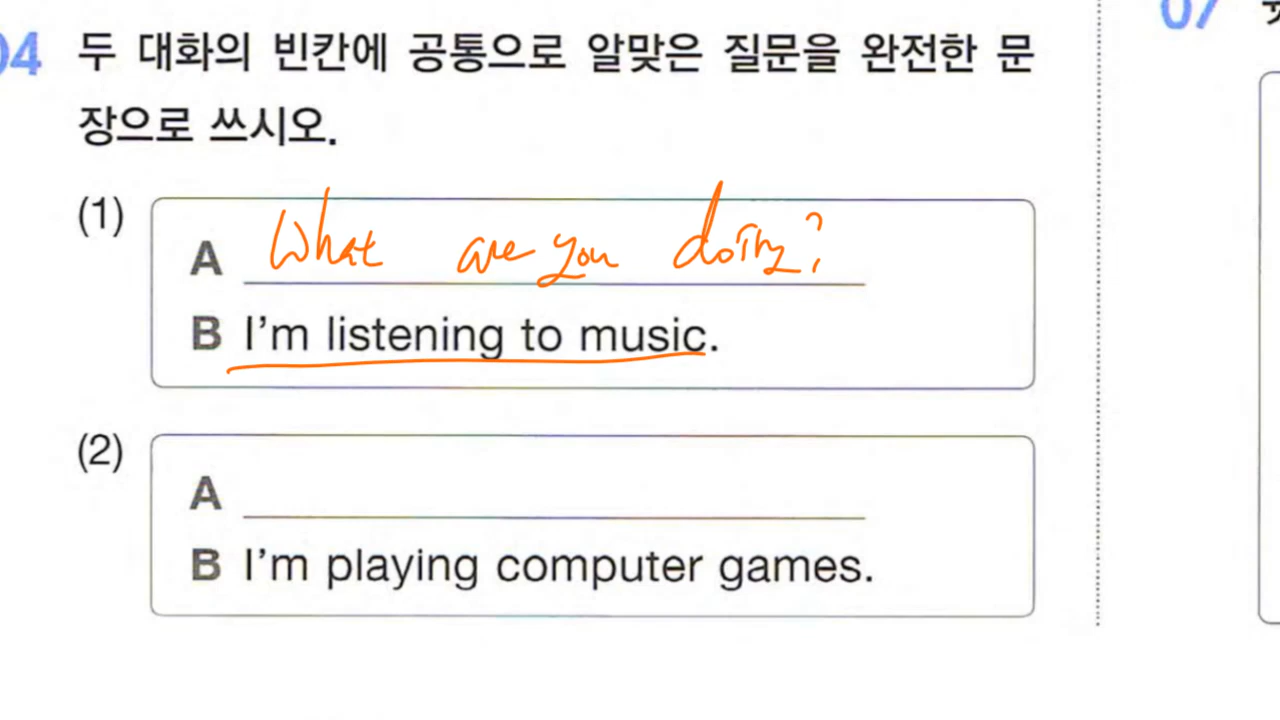 04 두 대화의 빈칸에 공통으로 알맞은 질문을 완전한 문
장으로 쓰시오.
(1)
A What are you doing?
B I'm listening to music.
(2)
A
B I'm playing computer games.
07